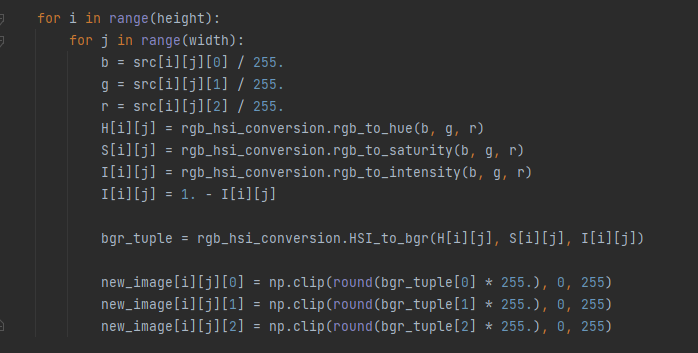 for i in range(height):
    for j in range(width):
        b = src[i][j][0] / 255.
        g = src[i][j][1] / 255.
        r = src[i][j][2] / 255.
        H[i][j] = rgb_hsi_conversion.rgb_to_hue(b, g, r)
        S[i][j] = rgb_hsi_conversion.rgb_to_saturity(b, g, r)
        I[i][j] = rgb_hsi_conversion.rgb_to_intensity(b, g, r)
        I[i][j] = 1. - I[i][j]

        bgr_tuple = rgb_hsi_conversion.HSI_to_bgr(H[i][j], S[i][j], I[i][j])

        new_image[i][j][0] = np.clip(round(bgr_tuple[0] * 255.), 0, 255)
        new_image[i][j][1] = np.clip(round(bgr_tuple[1] * 255.), 0, 255)
        new_image[i][j][2] = np.clip(round(bgr_tuple[2] * 255.), 0, 255)